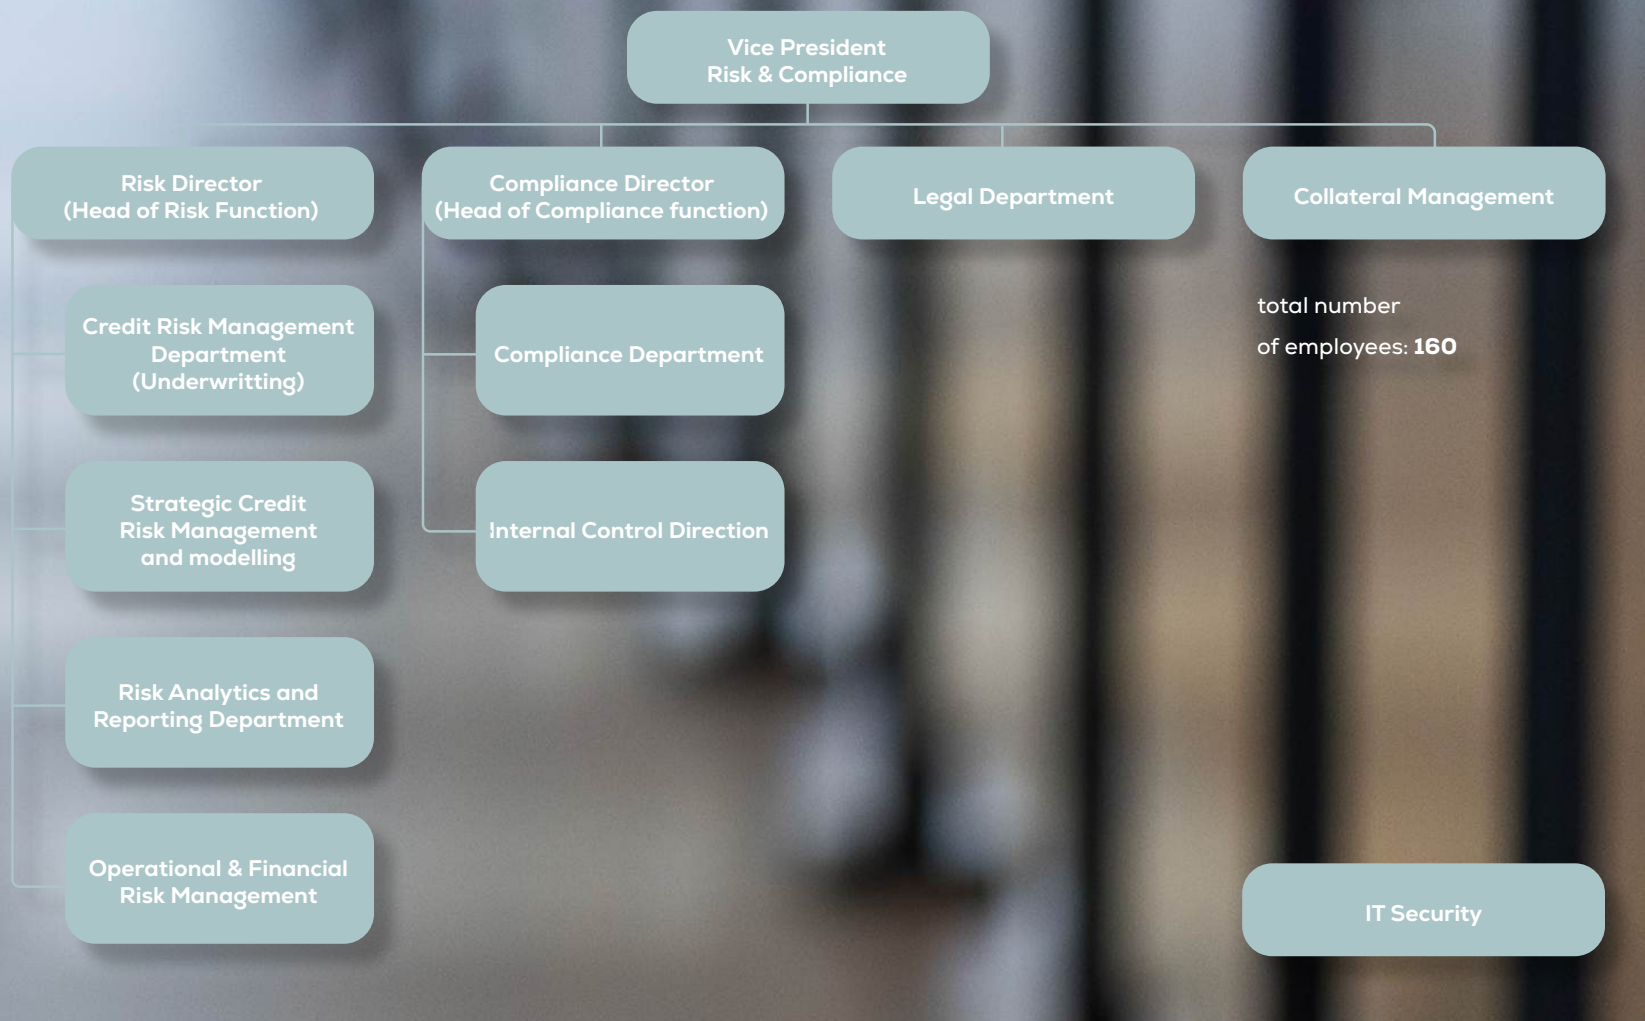 Vice President
Risk & Compliance
Risk Director
(Head of Risk Function)
Compliance Director
(Head of Compliance function)
Legal Department
Collateral Management
Credit Risk Management
Department
(Underwritting)
Compliance Department
total number
of employees: 160
Strategic Credit
Risk Management
and modelling
Internal Control Direction
Risk Analytics and
Reporting Department
Operational & Financial
Risk Management
IT Security